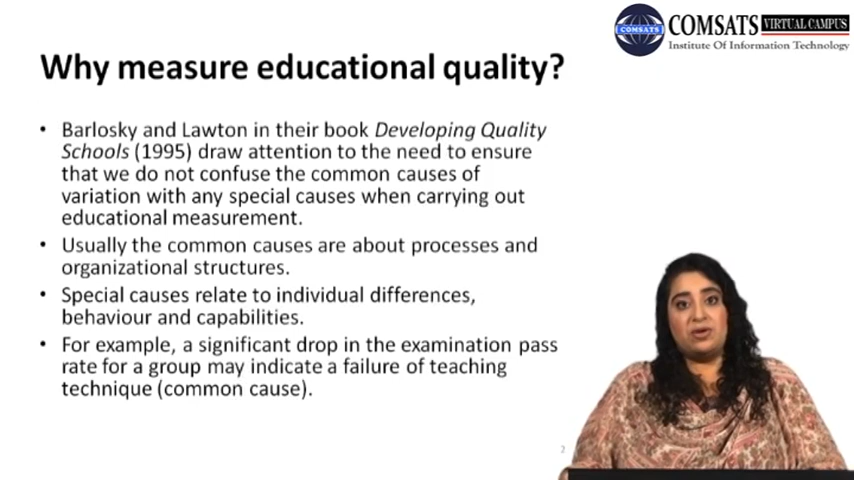 COMSATS VIRTUAL CAMPUS
COMSATS
Institute Of Information Technology
Why measure educational quality?
• Barlosky and Lawton in their book Developing Quality
Schools (1995) draw attention to the need to ensure
that we do not confuse the common causes of
variation with any special causes when carrying out
educational measurement.
• Usually the common causes are about processes and
organizational structures.
• Special causes relate to individual differences,
behaviour and capabilities.
• For example, a significant drop in the examination pass
rate for a group may indicate a failure of teaching
technique (common cause).